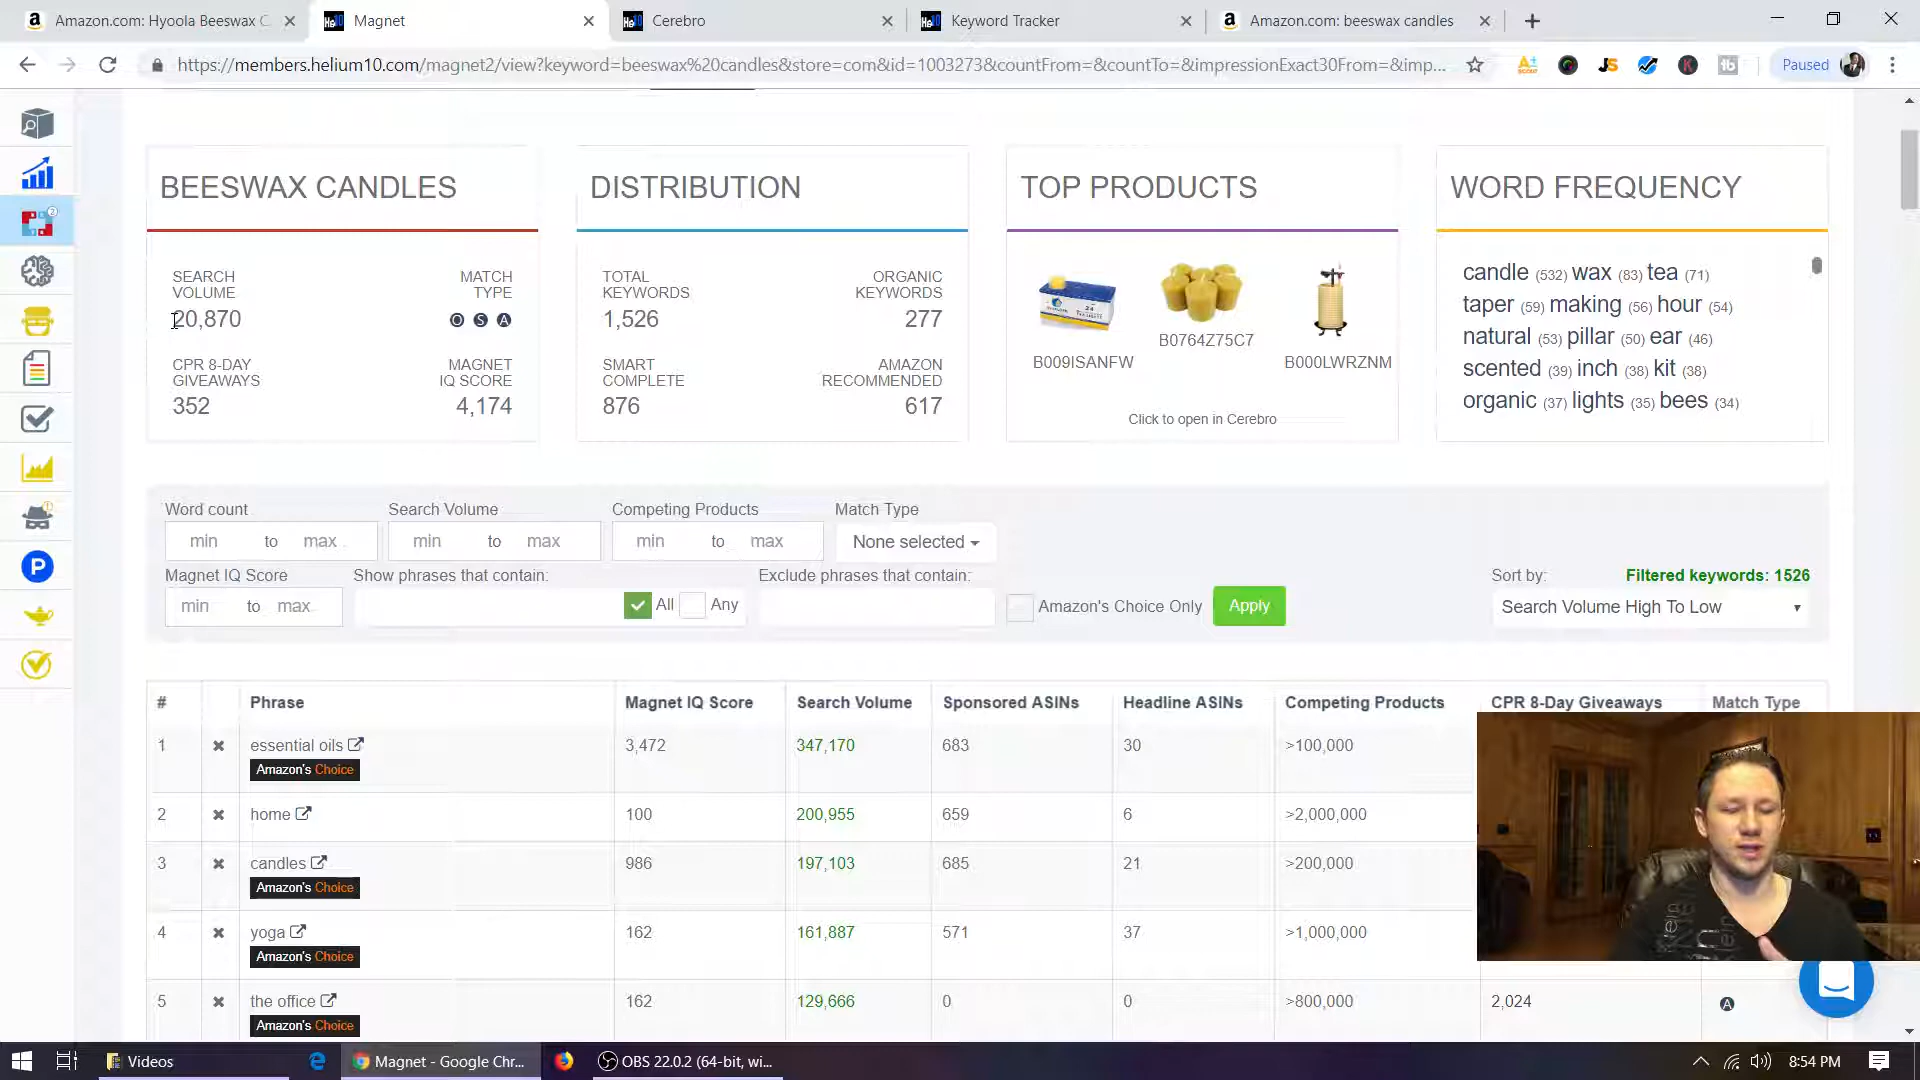 Amazon.com: Hyoola Beeswax C
Magnet
Cerebro
Keyword Tracker
Amazon.com: beeswax candles
https://members.helium10.com/magnet2/view?keyword=beeswax%20candles&store=com&id=1003273&countFrom=&countTo=&impressionExact30From=&imp...
Paused
BEESWAX CANDLES
SEARCH VOLUME
20,870
MATCH TYPE
O S A
CPR 8-DAY GIVEAWAYS
352
MAGNET IQ SCORE
4,174
DISTRIBUTION
TOTAL KEYWORDS
1,526
ORGANIC KEYWORDS
277
SMART COMPLETE
876
AMAZON RECOMMENDED
617
TOP PRODUCTS
B009ISANFW
B0764Z75C7
B000LWRZNM
Click to open in Cerebro
WORD FREQUENCY
candle (532) wax (83) tea (71)
taper (59) making (56) hour (54)
natural (53) pillar (50) ear (46)
scented (39) inch (38) kit (38)
organic (37) lights (35) bees (34)
Word count
min to max
Search Volume
min to max
Competing Products
min to max
Match Type
None selected
Magnet IQ Score
min to max
Show phrases that contain:
All Any
Exclude phrases that contain:
Amazon's Choice Only
Apply
Sort by:
Filtered keywords: 1526
Search Volume High To Low
# Phrase Magnet IQ Score Search Volume Sponsored ASINs Headline ASINs Competing Products CPR 8-Day Giveaways Match Type
1 essential oils 3,472 347,170 683 30 >100,000
Amazon's Choice
2 home 100 200,955 659 6 >2,000,000
3 candles 986 197,103 685 21 >200,000
Amazon's Choice
4 yoga 162 161,887 571 37 >1,000,000
Amazon's Choice
5 the office 162 129,666 0 0 >800,000 2,024 A
Amazon's Choice
Videos
Magnet - Google Chr...
OBS 22.0.2 (64-bit, wi...
8:54 PM